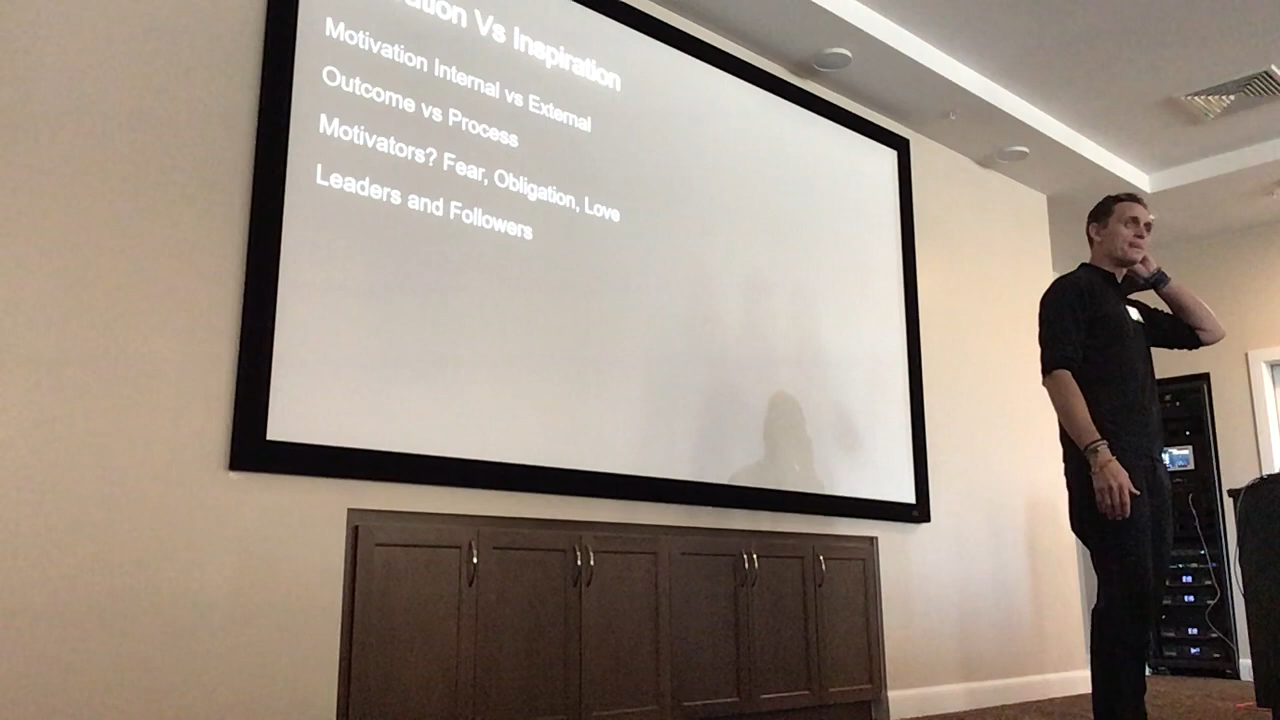 Vs Inspiration
Motivation Internal vs External
Outcome vs Process
Motivators? Fear, Obligation, Love
Leaders and Followers